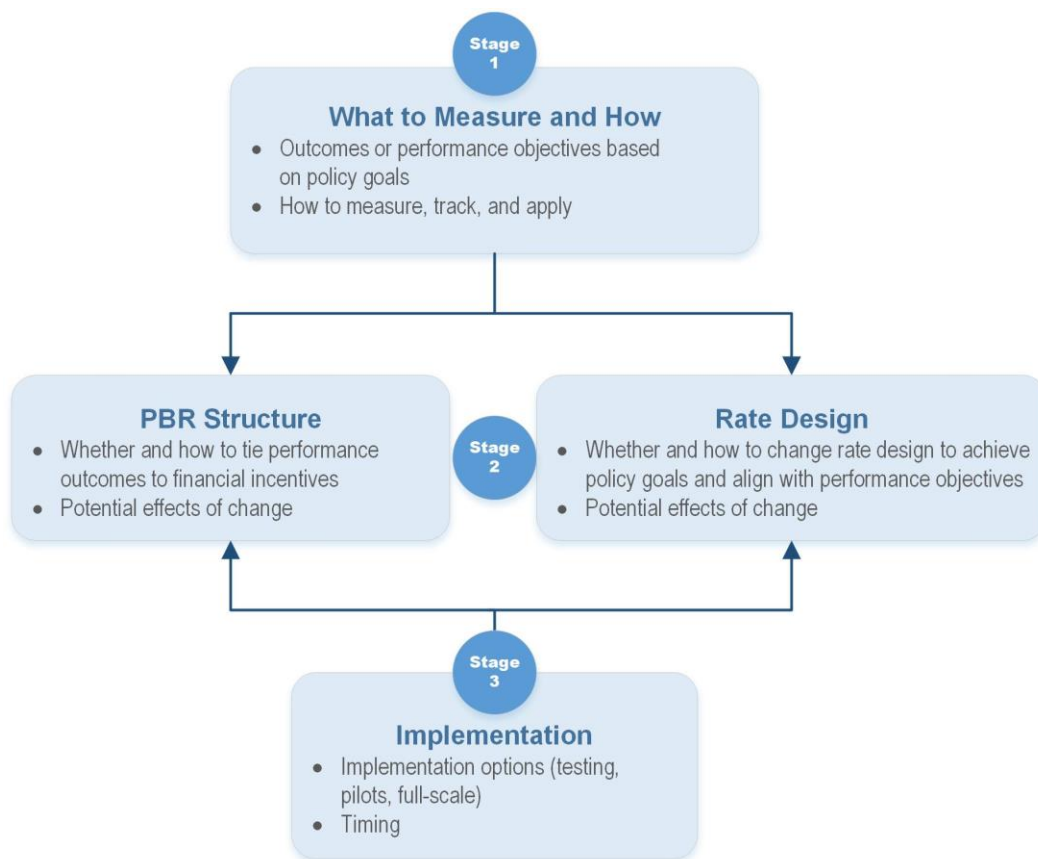 Stage
1
What to Measure and How
• Outcomes or performance objectives based
on policy goals
• How to measure, track, and apply
PBR Structure
• Whether and how to tie performance
outcomes to financial incentives
• Potential effects of change
Stage
2
Rate Design
• Whether and how to change rate design to achieve
policy goals and align with performance objectives
• Potential effects of change
Stage
3
Implementation
• Implementation options (testing,
pilots, full-scale)
• Timing